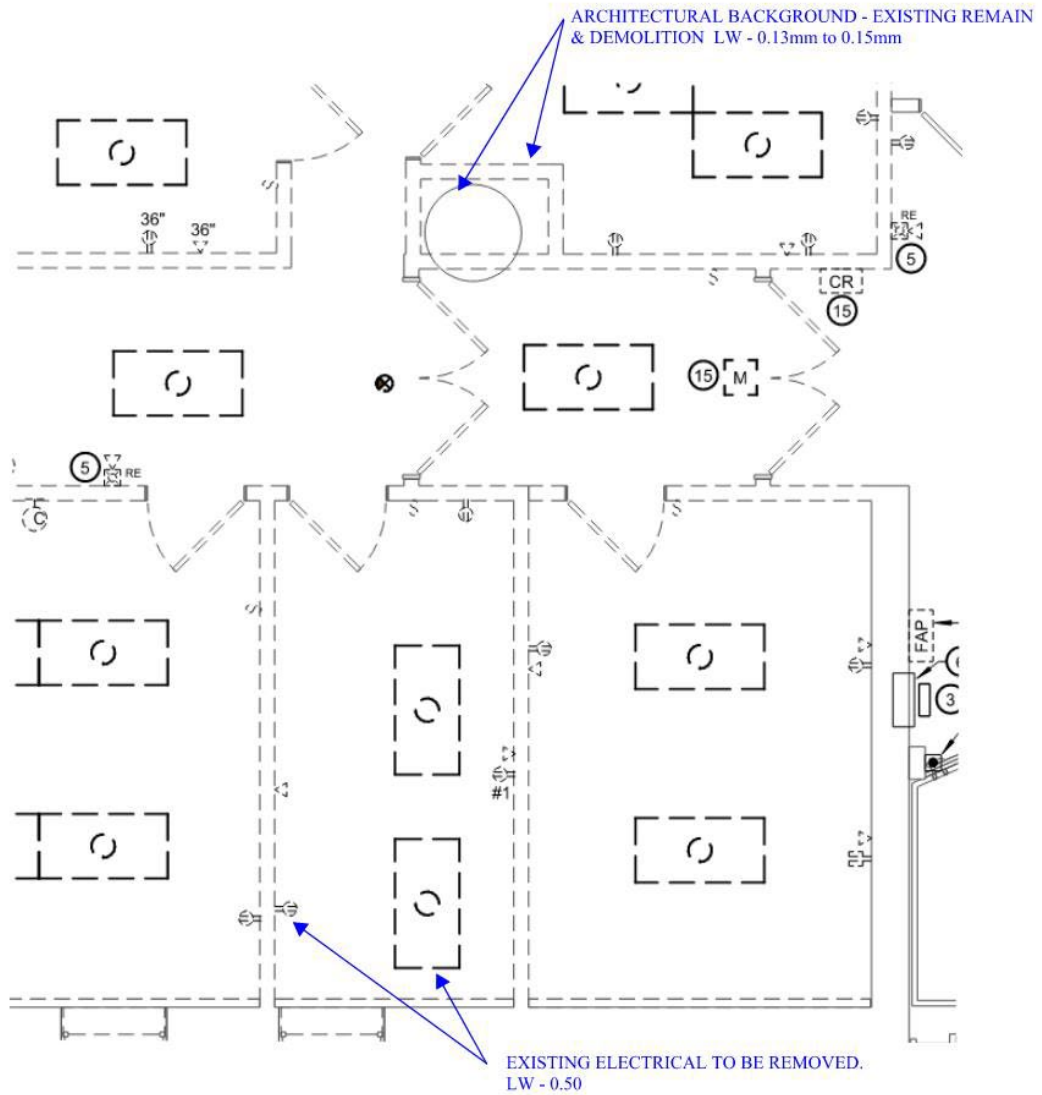 ARCHITECTURAL BACKGROUND - EXISTING REMAIN
& DEMOLITION LW - 0.13mm to 0.15mm
36"
36"
RE
5
CR
15
15
M
5
RE
C
FAP
3
#1
EXISTING ELECTRICAL TO BE REMOVED.
LW - 0.50